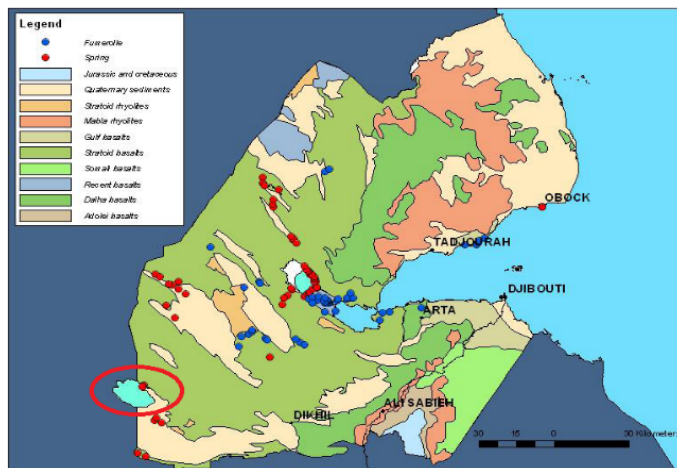 Legend
Fumerolle
Spring
Jurassic and cretaceous
Quaternary sediments
Stratoid rhyolites
Mabla rhyolites
Gulf basalts
Stratoid basalts
Somali basalts
Recent basalts
Dalha basalts
Adolei basalts
OBOCK
TADJOURAH
DJIBOUTI
ARTA
ALI SABIEH
DIKHIL
30 15 0 30 Kilometers